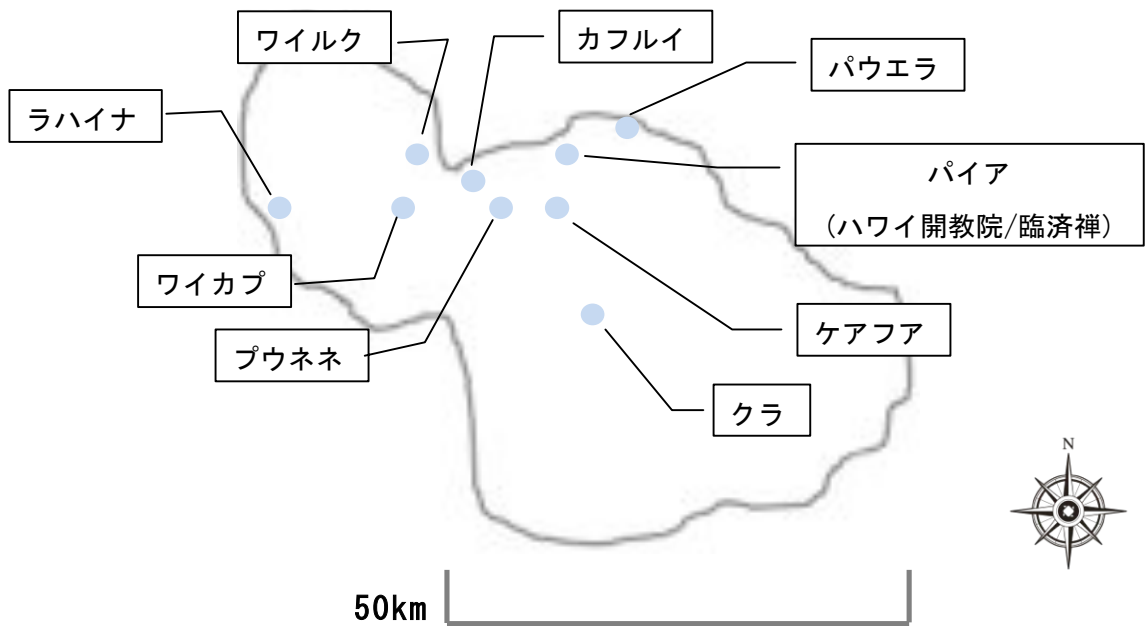 ワイルク
カフルイ
パウエラ
ラハイナ
パイア
(ハワイ開教院/臨済禅)
ワイカプ
プウネネ
ケアフア
クラ
N
50km